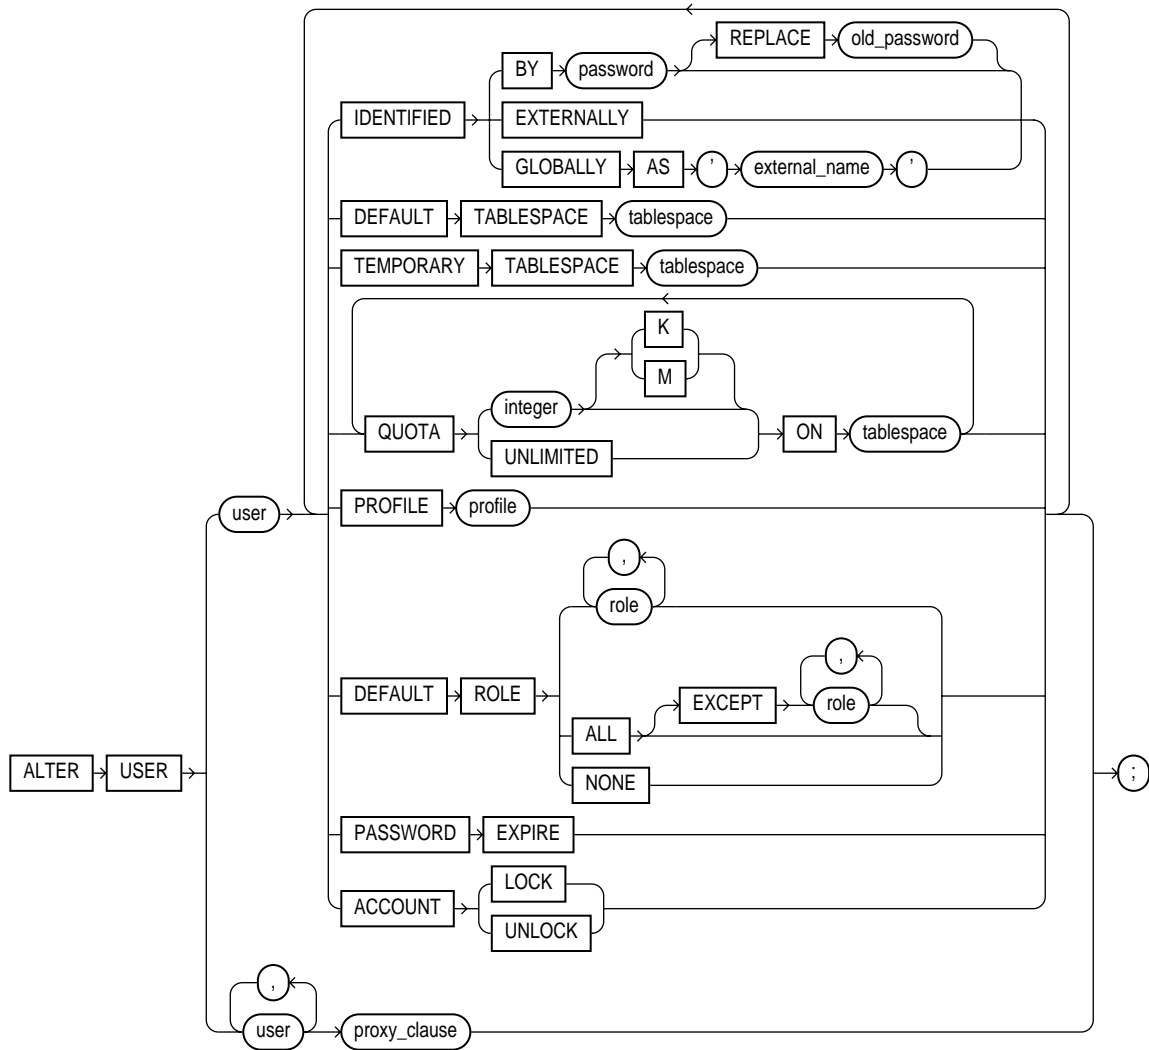 REPLACE old_password
BY password
IDENTIFIED EXTERNALLY
GLOBALLY AS ' external_name '
DEFAULT TABLESPACE tablespace
TEMPORARY TABLESPACE tablespace
K
M
integer
QUOTA ON tablespace
UNLIMITED
user PROFILE profile
,
role
,
DEFAULT ROLE EXCEPT role
ALL
ALTER USER ;
NONE
PASSWORD EXPIRE
LOCK
ACCOUNT
UNLOCK
,
user proxy_clause